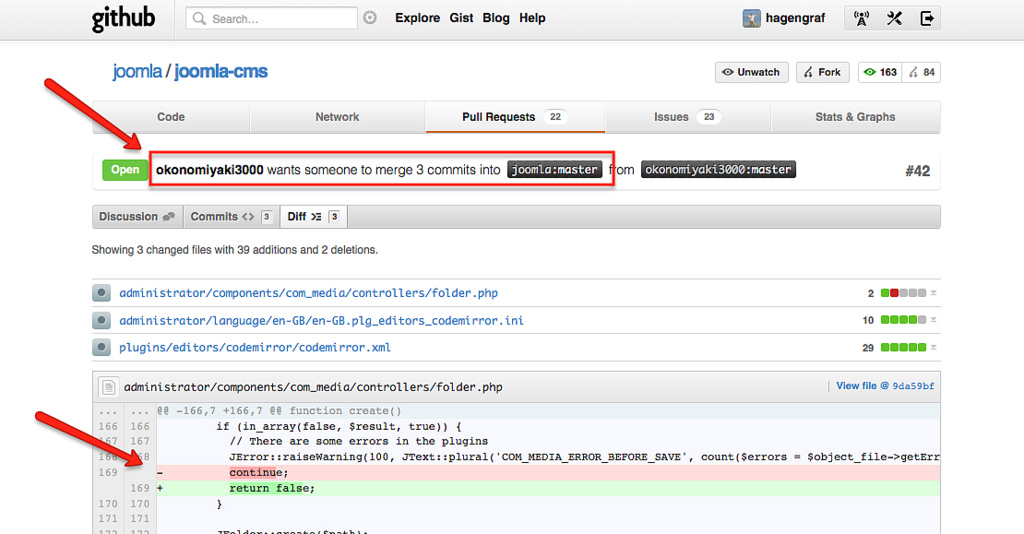 github Search... Explore Gist Blog Help hagengraf
joomla / joomla-cms Unwatch Fork 163 84
Code Network Pull Requests 22 Issues 23 Stats & Graphs
Open okonomiyaki3000 wants someone to merge 3 commits into joomla:master from okonomiyaki3000:master #42
Discussion Commits <> 3 Diff 3
Showing 3 changed files with 39 additions and 2 deletions.
administrator/components/com_media/controllers/folder.php 2
administrator/language/en-GB/en-GB.plg_editors_codemirror.ini 10
plugins/editors/codemirror/codemirror.xml 29
administrator/components/com_media/controllers/folder.php View file @ 9da59bf
... ... @@ -166,7 +166,7 @@ function create()
166 166 if (in_array(false, $result, true)) {
167 167 // There are some errors in the plugins
168 168 JError::raiseWarning(100, JText::plural('COM_MEDIA_ERROR_BEFORE_SAVE', count($errors = $object_file->getErr
169 - continue;
169 + return false;
170 170 }
171 171